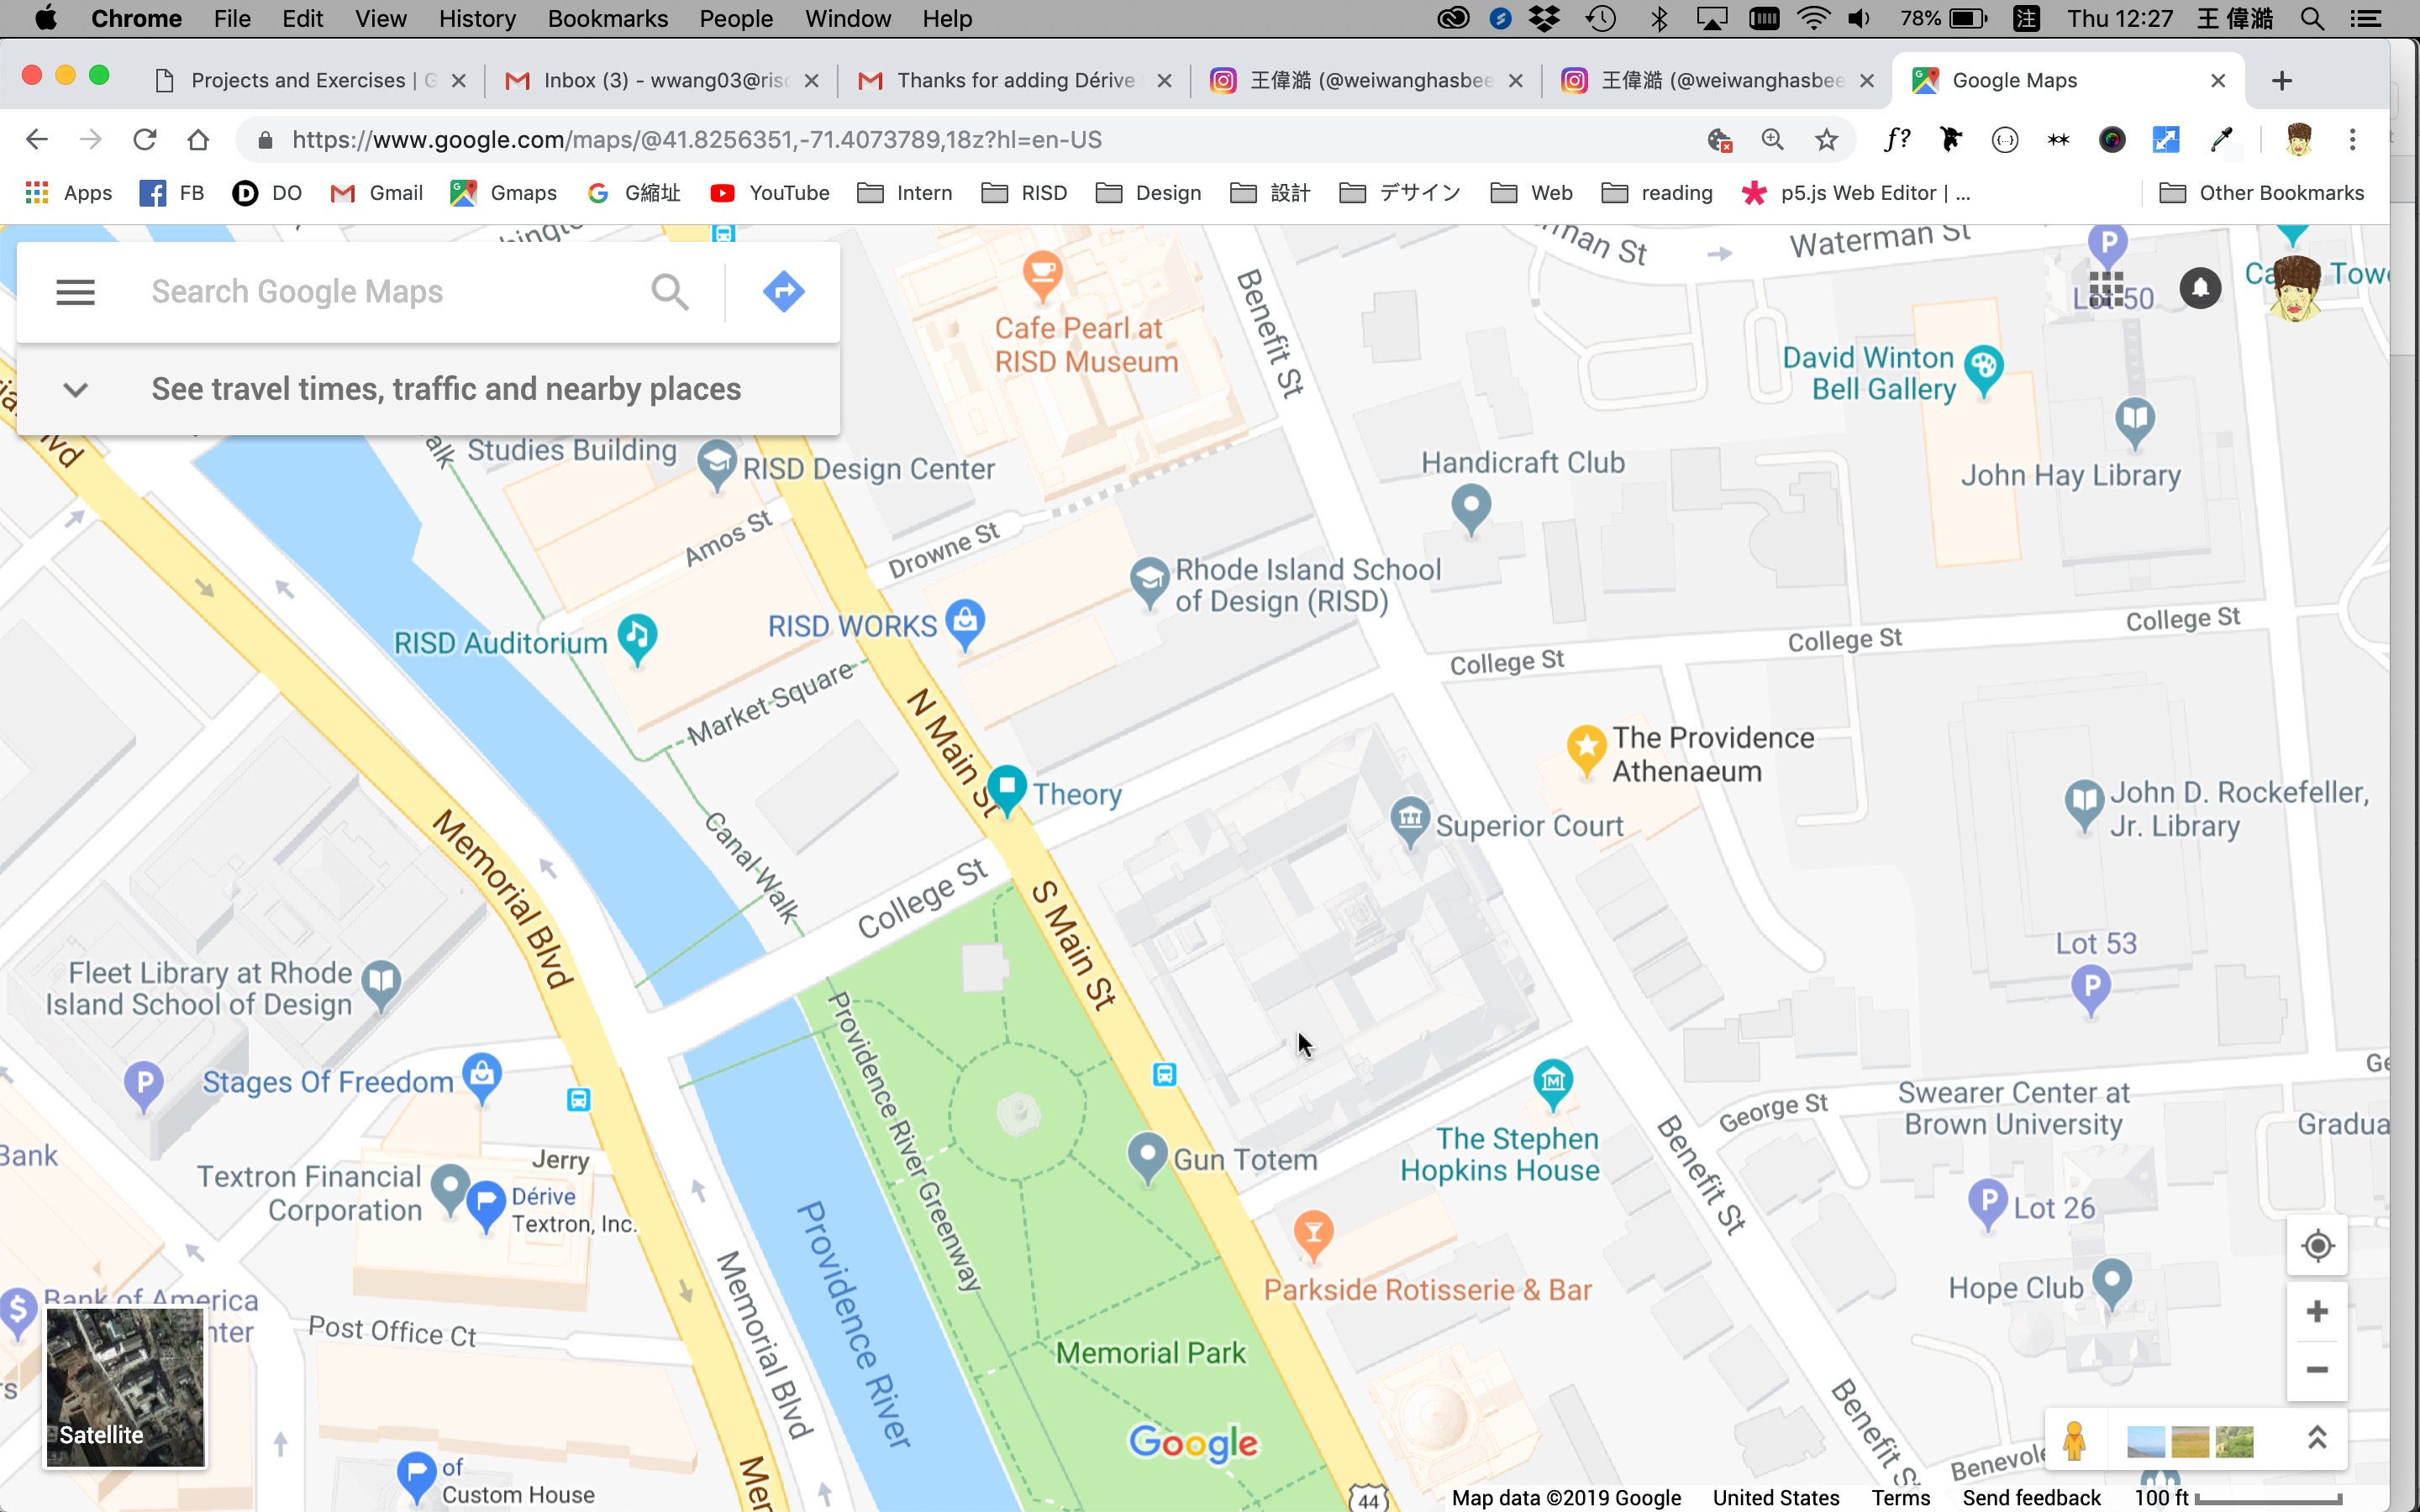 Chrome File Edit View History Bookmarks People Window Help
78% 注 Thu 12:27 王 偉澔
Projects and Exercises | G
Inbox (3) - wwang03@risd
Thanks for adding Dérive
王偉澔 (@weiwanghasbee
王偉澔 (@weiwanghasbee
Google Maps
https://www.google.com/maps/@41.8256351,-71.4073789,18z?hl=en-US
f?
Apps FB DO Gmail Gmaps G縮址 YouTube Intern RISD Design 設計 デザイン Web reading p5.js Web Editor | ... Other Bookmarks
Search Google Maps
See travel times, traffic and nearby places
Waterman St
Lot 50
Cafe Pearl at
RISD Museum
Benefit St
David Winton
Bell Gallery
John Hay Library
Studies Building
RISD Design Center
Handicraft Club
Amos St
Drowne St
Rhode Island School
of Design (RISD)
RISD WORKS
RISD Auditorium
College St
College St
College St
Market Square
N Main St
Theory
The Providence
Athenaeum
Superior Court
John D. Rockefeller,
Jr. Library
Memorial Blvd
Canal Walk
College St
S Main St
Lot 53
Fleet Library at Rhode
Island School of Design
Providence River Greenway
Stages Of Freedom
The Stephen
Hopkins House
George St
Swearer Center at
Brown University
Gradua
Bank
Jerry
Gun Totem
Benefit St
Textron Financial
Corporation
Dérive
Textron, Inc.
Lot 26
Parkside Rotisserie & Bar
Hope Club
Bank of America
nter
Post Office Ct
Memorial Blvd
Providence River
Memorial Park
Satellite
Google
Benefit St
Benevole
of
Custom House
44
Map data ©2019 Google United States Terms Send feedback 100 ft